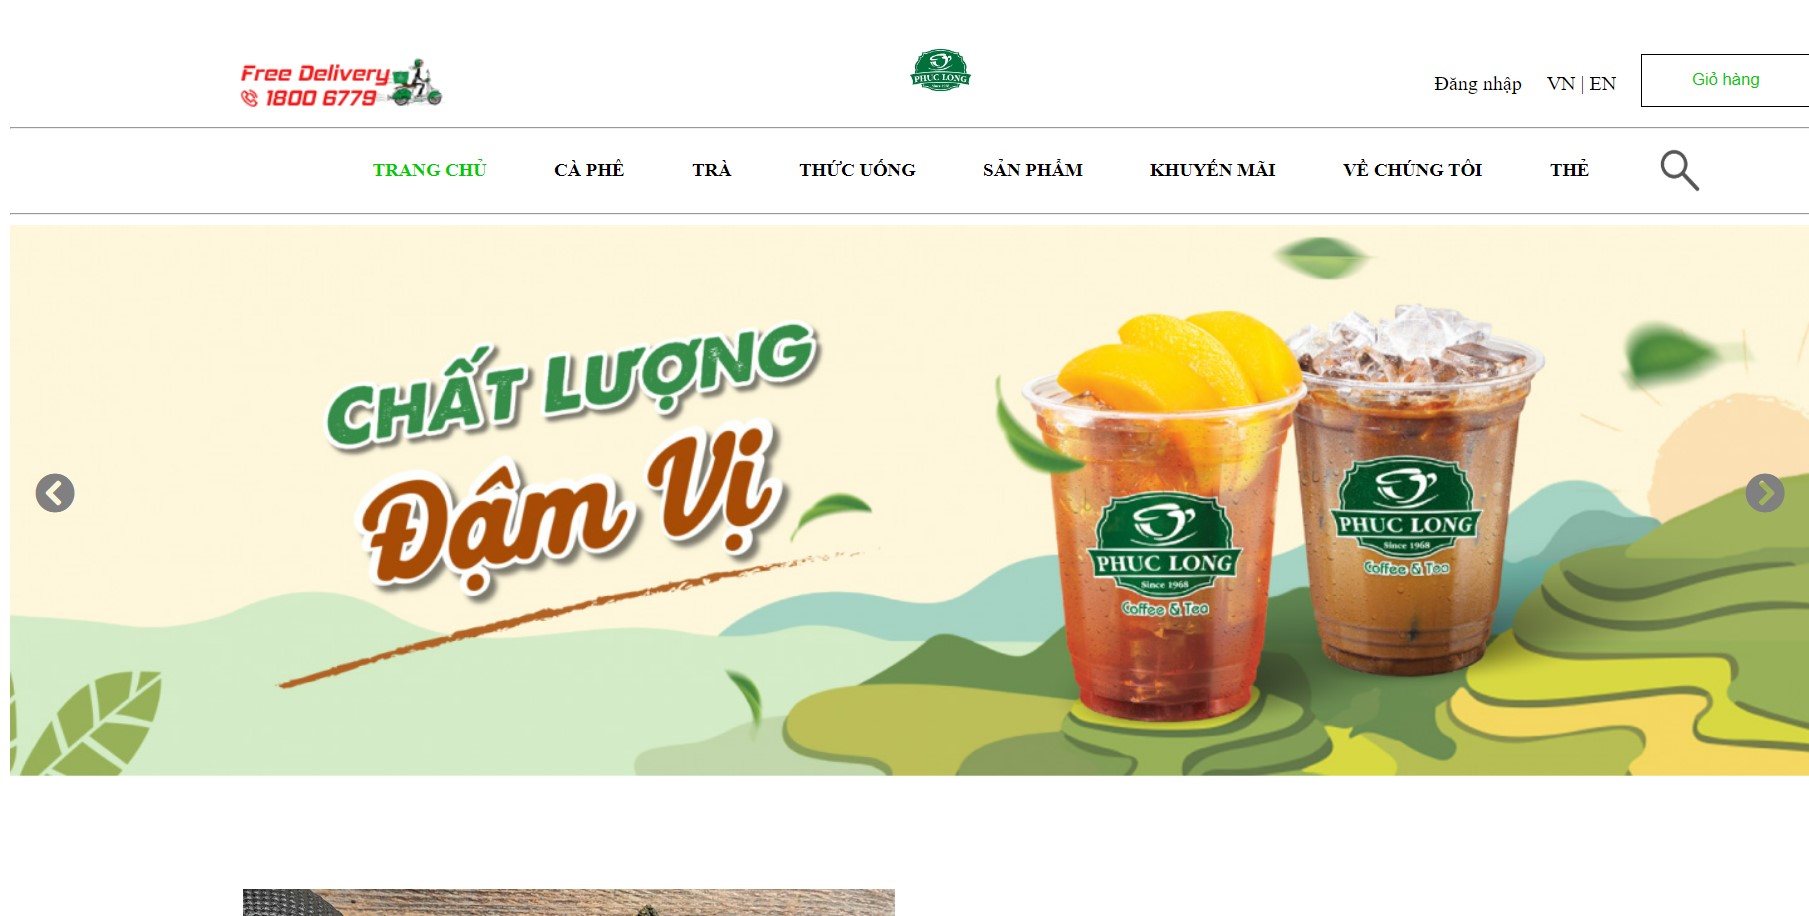 Free Delivery
1800 6779
PHUC LONG
Since 1968
Đăng nhập VN | EN
Giỏ hàng
TRANG CHỦ CÀ PHÊ TRÀ THỨC UỐNG SẢN PHẨM KHUYẾN MÃI VỀ CHÚNG TÔI THẺ
CHẤT LƯỢNG
Đậm Vị
PHUC LONG
Since 1968
Coffee & Tea
PHUC LONG
Since 1968
Coffee & Tea